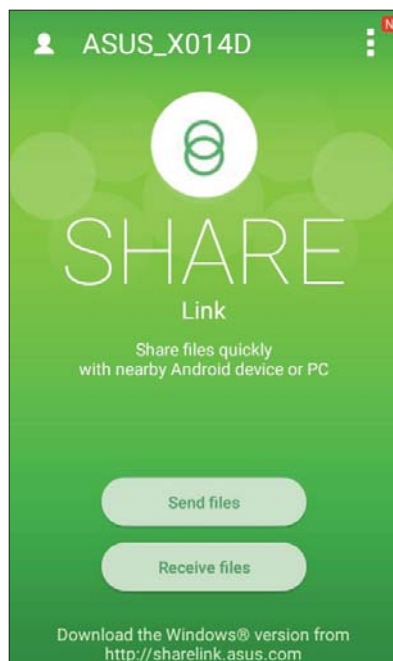 ASUS_X014D
N
SHARE
Link
Share files quickly
with nearby Android device or PC
Send files
Receive files
Download the Windows® version from
http://sharelink.asus.com